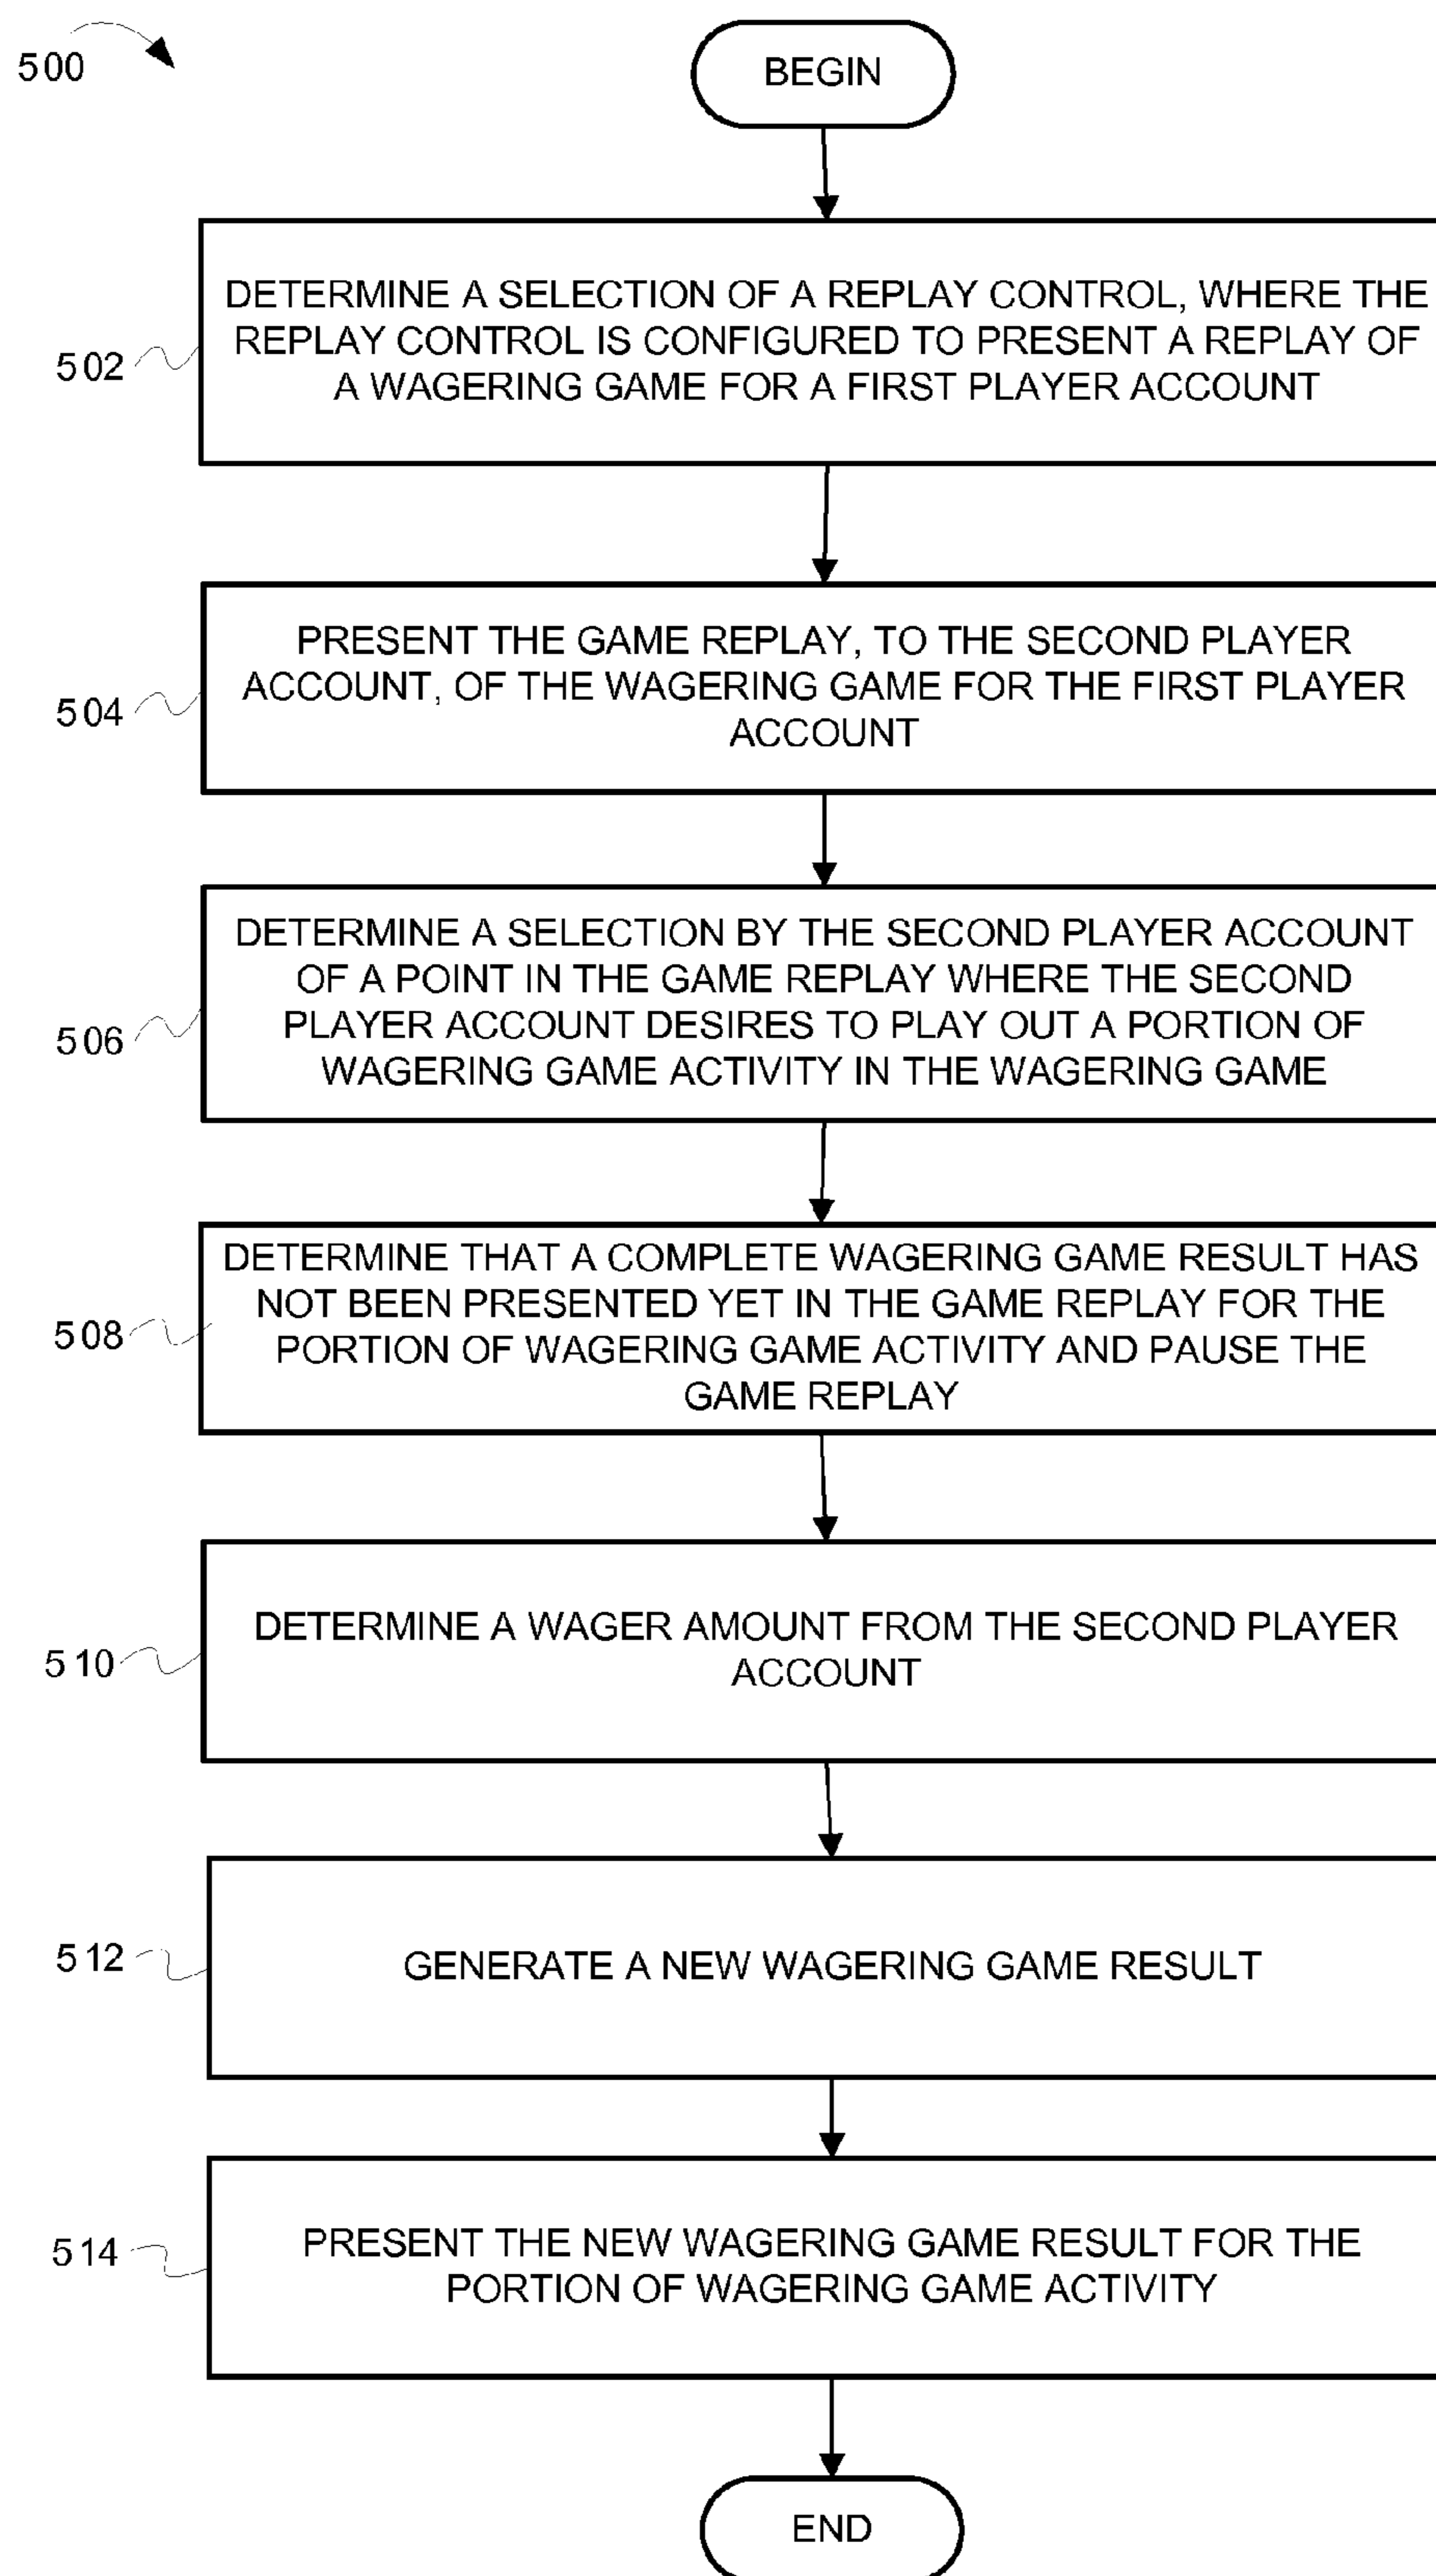 500
BEGIN
DETERMINE A SELECTION OF A REPLAY CONTROL, WHERE THE
REPLAY CONTROL IS CONFIGURED TO PRESENT A REPLAY OF
A WAGERING GAME FOR A FIRST PLAYER ACCOUNT
502
PRESENT THE GAME REPLAY, TO THE SECOND PLAYER
ACCOUNT, OF THE WAGERING GAME FOR THE FIRST PLAYER
ACCOUNT
504
DETERMINE A SELECTION BY THE SECOND PLAYER ACCOUNT
OF A POINT IN THE GAME REPLAY WHERE THE SECOND
PLAYER ACCOUNT DESIRES TO PLAY OUT A PORTION OF
WAGERING GAME ACTIVITY IN THE WAGERING GAME
506
DETERMINE THAT A COMPLETE WAGERING GAME RESULT HAS
NOT BEEN PRESENTED YET IN THE GAME REPLAY FOR THE
PORTION OF WAGERING GAME ACTIVITY AND PAUSE THE
GAME REPLAY
508
DETERMINE A WAGER AMOUNT FROM THE SECOND PLAYER
ACCOUNT
510
GENERATE A NEW WAGERING GAME RESULT
512
PRESENT THE NEW WAGERING GAME RESULT FOR THE
PORTION OF WAGERING GAME ACTIVITY
514
END